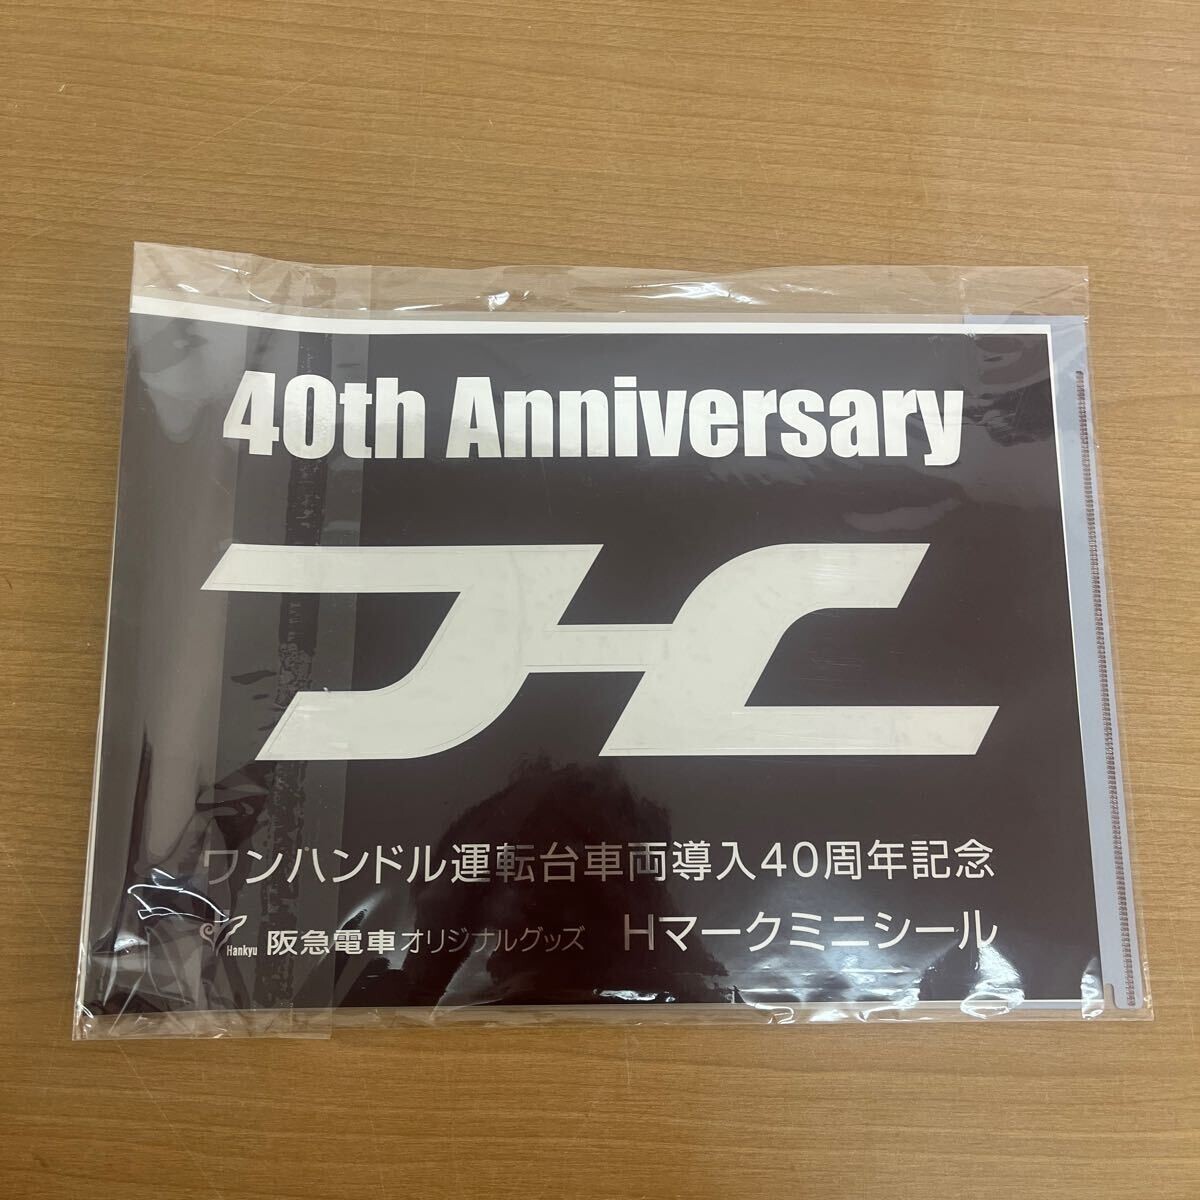 40th Anniversary
H
ワンハンドル運転台車両導入40周年記念
Hankyu 阪急電車オリジナルグッズ Hマークミニシール